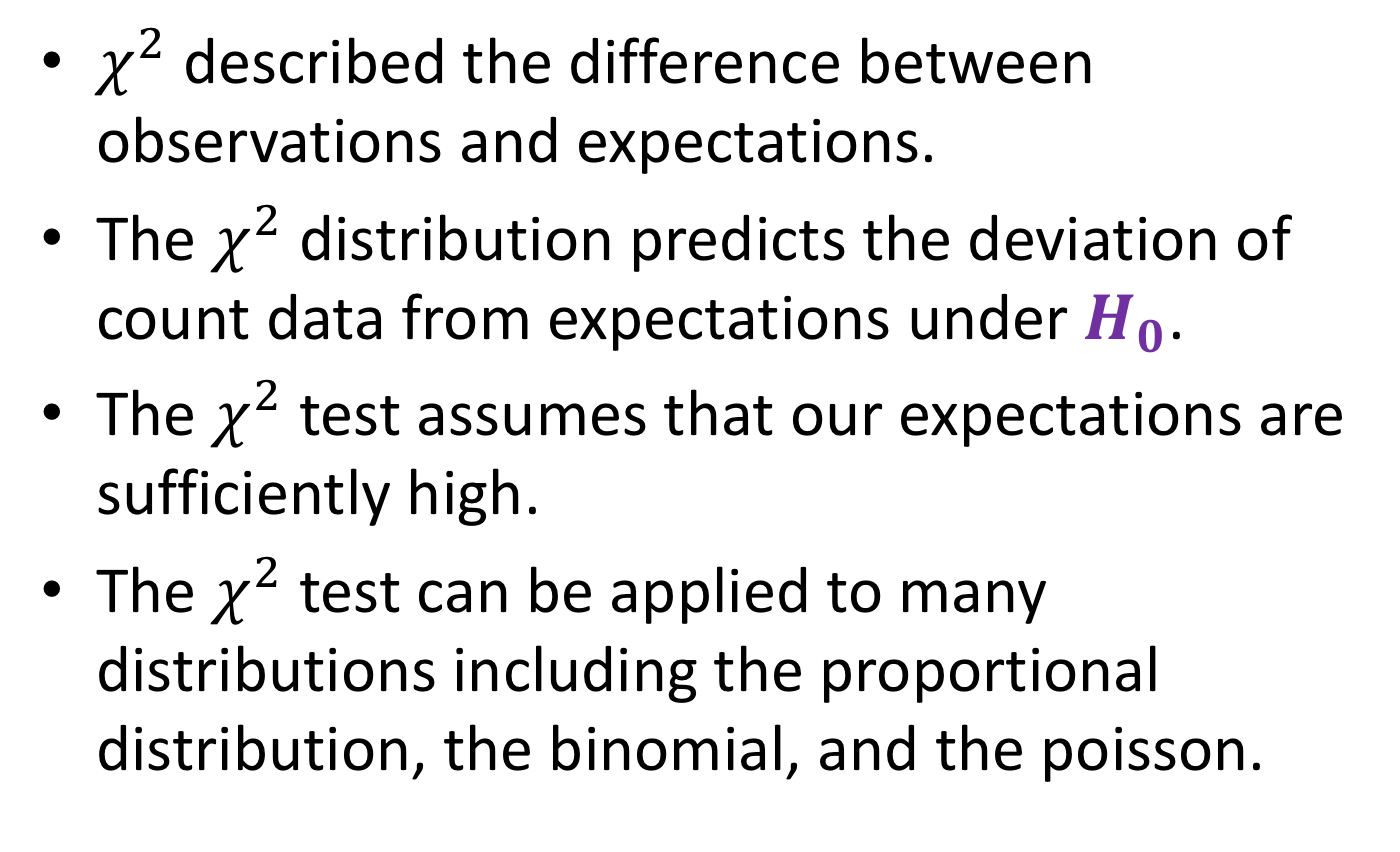 • χ² described the difference between
observations and expectations.
• The χ² distribution predicts the deviation of
count data from expectations under H₀.
• The χ² test assumes that our expectations are
sufficiently high.
• The χ² test can be applied to many
distributions including the proportional
distribution, the binomial, and the poisson.